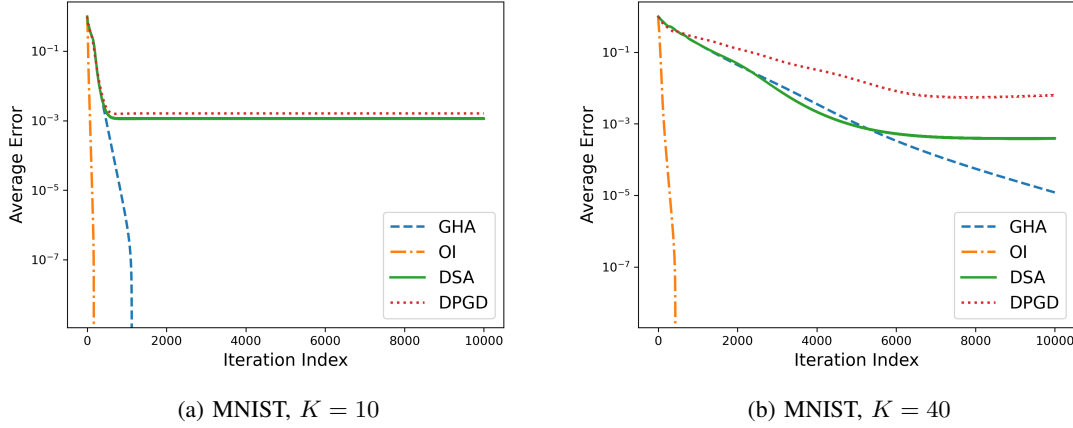 Average Error
10⁻¹
10⁻³
10⁻⁵
10⁻⁷
GHA
OI
DSA
DPGD
0 2000 4000 6000 8000 10000
Iteration Index
(a) MNIST, K = 10
Average Error
10⁻¹
10⁻³
10⁻⁵
10⁻⁷
GHA
OI
DSA
DPGD
0 2000 4000 6000 8000 10000
Iteration Index
(b) MNIST, K = 40